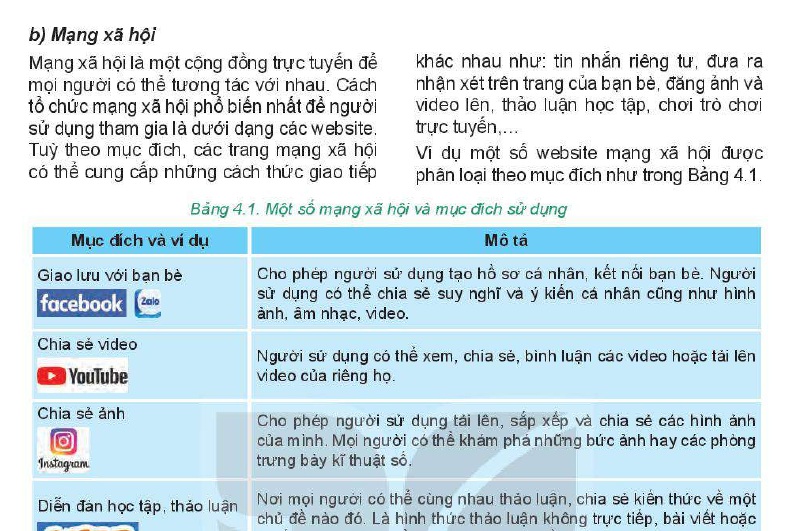 b) Mạng xã hội
Mạng xã hội là một cộng đồng trực tuyến để
mọi người có thể tương tác với nhau. Cách
tổ chức mạng xã hội phổ biến nhất để người
sử dụng tham gia là dưới dạng các website.
Tuỳ theo mục đích, các trang mạng xã hội
có thể cung cấp những cách thức giao tiếp
khác nhau như: tin nhắn riêng tư, đưa ra
nhận xét trên trang của bạn bè, đăng ảnh và
video lên, thảo luận học tập, chơi trò chơi
trực tuyến,...
Ví dụ một số website mạng xã hội được
phân loại theo mục đích như trong Bảng 4.1.
Bảng 4.1. Một số mạng xã hội và mục đích sử dụng
Mục đích và ví dụ
Mô tả
Giao lưu với bạn bè
facebook Zalo
Cho phép người sử dụng tạo hồ sơ cá nhân, kết nối bạn bè. Người
sử dụng có thể chia sẻ suy nghĩ và ý kiến cá nhân cũng như hình
ảnh, âm nhạc, video.
Chia sẻ video
YouTube
Người sử dụng có thể xem, chia sẻ, bình luận các video hoặc tải lên
video của riêng họ.
Chia sẻ ảnh
Instagram
Cho phép người sử dụng tải lên, sắp xếp và chia sẻ các hình ảnh
của mình. Mọi người có thể khám phá những bức ảnh hay các phòng
trưng bày kĩ thuật số.
Diễn đàn học tập, thảo luận
Nơi mọi người có thể cùng nhau thảo luận, chia sẻ kiến thức về một
chủ đề nào đó. Là hình thức thảo luận không trực tiếp, bài viết hoặc